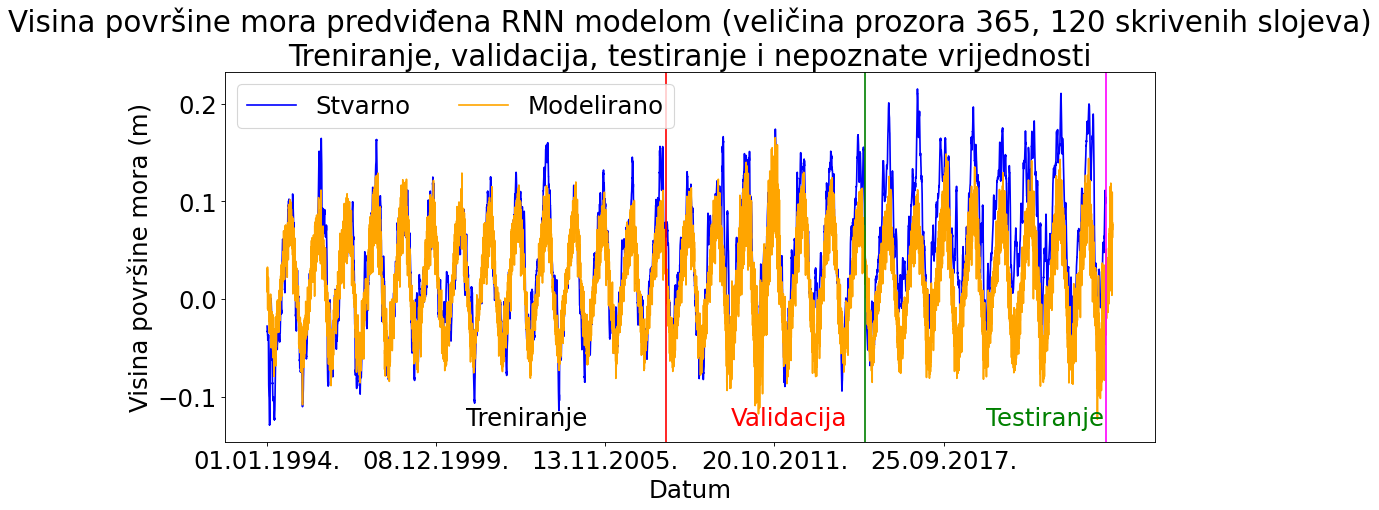 Visina površine mora predviđena RNN modelom (veličina prozora 365, 120 skrivenih slojeva)
Treniranje, validacija, testiranje i nepoznate vrijednosti
Stvarno
Modelirano
Visina površine mora (m)
0.2
0.1
0.0
−0.1
Treniranje
Validacija
Testiranje
01.01.1994.
08.12.1999.
13.11.2005.
20.10.2011.
25.09.2017.
Datum